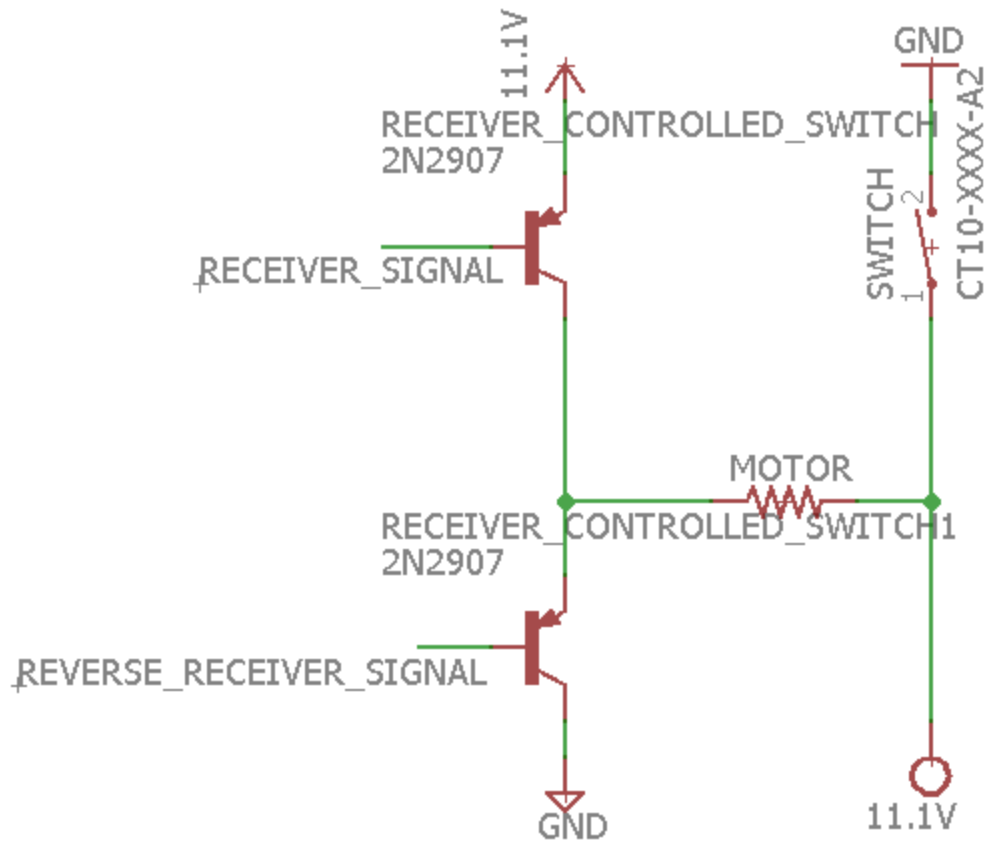 11.1V
GND
RECEIVER_CONTROLLED_SWITCH
2N2907
SWITCH
2
1
CT10-XXXX-A2
RECEIVER_SIGNAL
MOTOR
RECEIVER_CONTROLLED_SWITCH1
2N2907
REVERSE_RECEIVER_SIGNAL
11.1V
GND